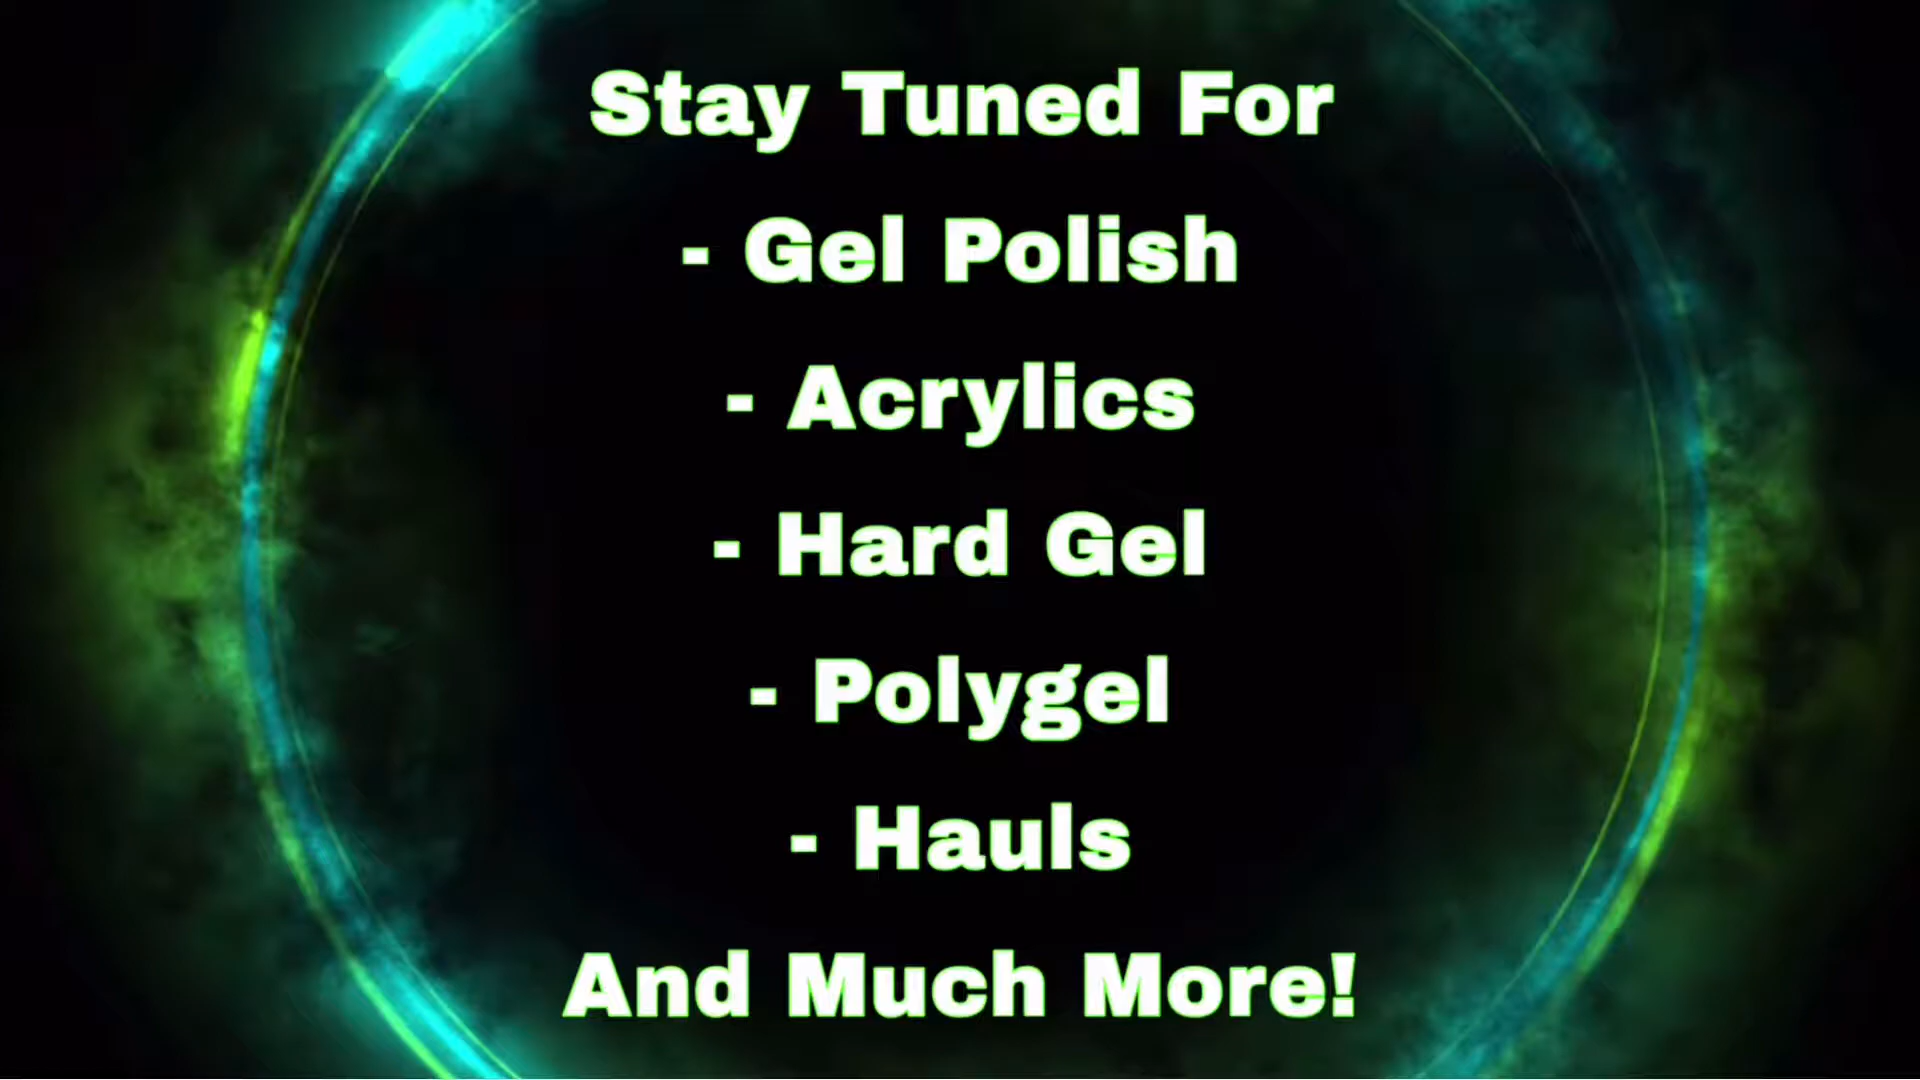 Stay Tuned For
- Gel Polish
- Acrylics
- Hard Gel
- Polygel
- Hauls
And Much More!